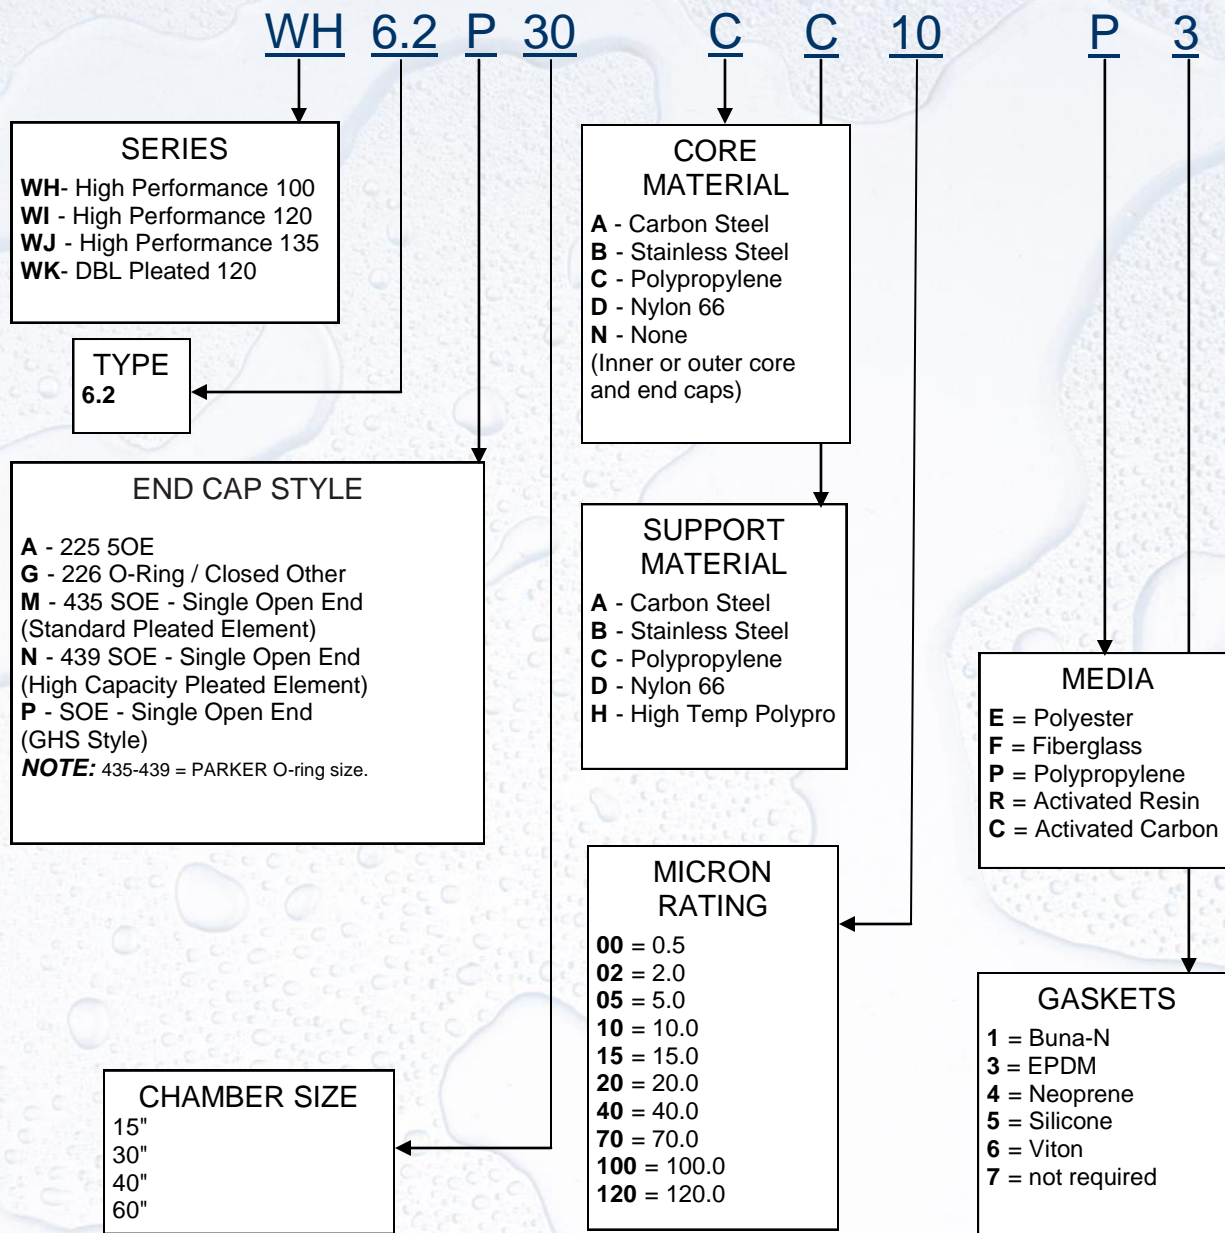 WH 6.2 P 30 C C 10 P 3
SERIES
WH- High Performance 100
WI - High Performance 120
WJ - High Performance 135
WK- DBL Pleated 120
TYPE
6.2
END CAP STYLE
A - 225 5OE
G - 226 O-Ring / Closed Other
M - 435 SOE - Single Open End
(Standard Pleated Element)
N - 439 SOE - Single Open End
(High Capacity Pleated Element)
P - SOE - Single Open End
(GHS Style)
NOTE: 435-439 = PARKER O-ring size.
CHAMBER SIZE
15"
30"
40"
60"
CORE
MATERIAL
A - Carbon Steel
B - Stainless Steel
C - Polypropylene
D - Nylon 66
N - None
(Inner or outer core
and end caps)
SUPPORT
MATERIAL
A - Carbon Steel
B - Stainless Steel
C - Polypropylene
D - Nylon 66
H - High Temp Polypro
MICRON
RATING
00 = 0.5
02 = 2.0
05 = 5.0
10 = 10.0
15 = 15.0
20 = 20.0
40 = 40.0
70 = 70.0
100 = 100.0
120 = 120.0
MEDIA
E = Polyester
F = Fiberglass
P = Polypropylene
R = Activated Resin
C = Activated Carbon
GASKETS
1 = Buna-N
3 = EPDM
4 = Neoprene
5 = Silicone
6 = Viton
7 = not required